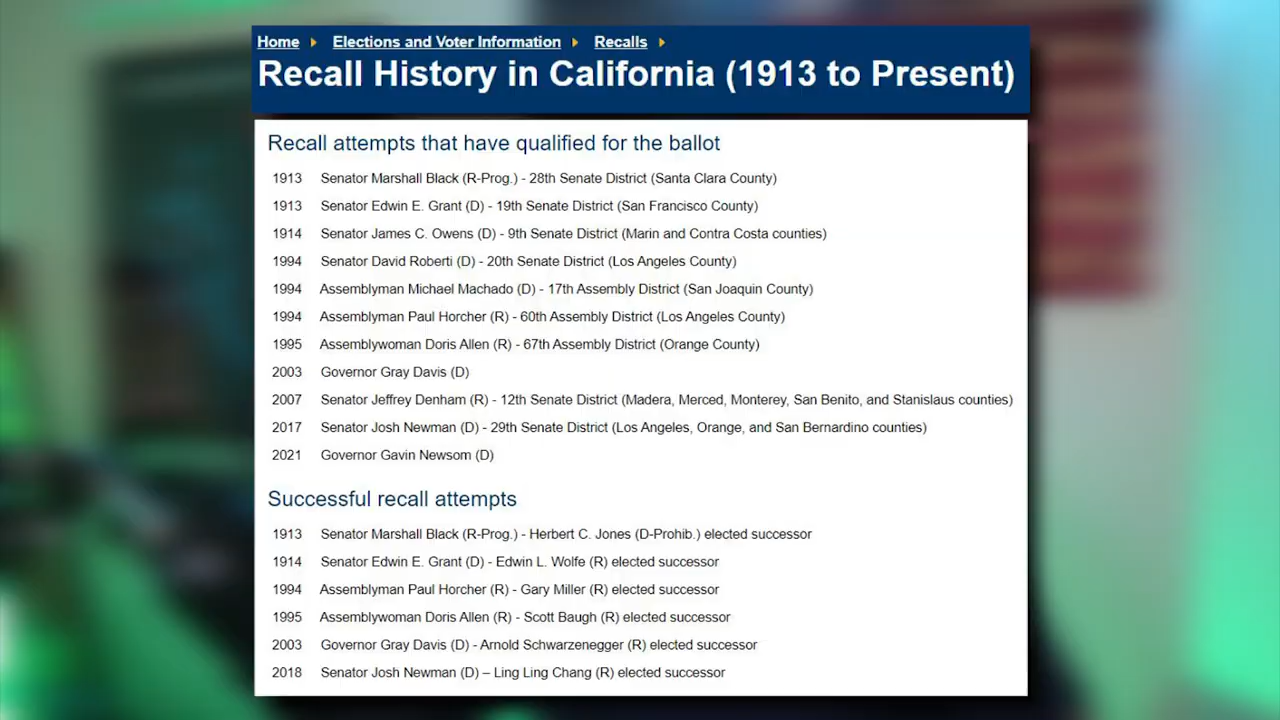 Home Elections and Voter Information Recalls
Recall History in California (1913 to Present)
Recall attempts that have qualified for the ballot
1913 Senator Marshall Black (R-Prog.) - 28th Senate District (Santa Clara County)
1913 Senator Edwin E. Grant (D) - 19th Senate District (San Francisco County)
1914 Senator James C. Owens (D) - 9th Senate District (Marin and Contra Costa counties)
1994 Senator David Roberti (D) - 20th Senate District (Los Angeles County)
1994 Assemblyman Michael Machado (D) - 17th Assembly District (San Joaquin County)
1994 Assemblyman Paul Horcher (R) - 60th Assembly District (Los Angeles County)
1995 Assemblywoman Doris Allen (R) - 67th Assembly District (Orange County)
2003 Governor Gray Davis (D)
2007 Senator Jeffrey Denham (R) - 12th Senate District (Madera, Merced, Monterey, San Benito, and Stanislaus counties)
2017 Senator Josh Newman (D) - 29th Senate District (Los Angeles, Orange, and San Bernardino counties)
2021 Governor Gavin Newsom (D)
Successful recall attempts
1913 Senator Marshall Black (R-Prog.) - Herbert C. Jones (D-Prohib.) elected successor
1914 Senator Edwin E. Grant (D) - Edwin L. Wolfe (R) elected successor
1994 Assemblyman Paul Horcher (R) - Gary Miller (R) elected successor
1995 Assemblywoman Doris Allen (R) - Scott Baugh (R) elected successor
2003 Governor Gray Davis (D) - Arnold Schwarzenegger (R) elected successor
2018 Senator Josh Newman (D) – Ling Ling Chang (R) elected successor